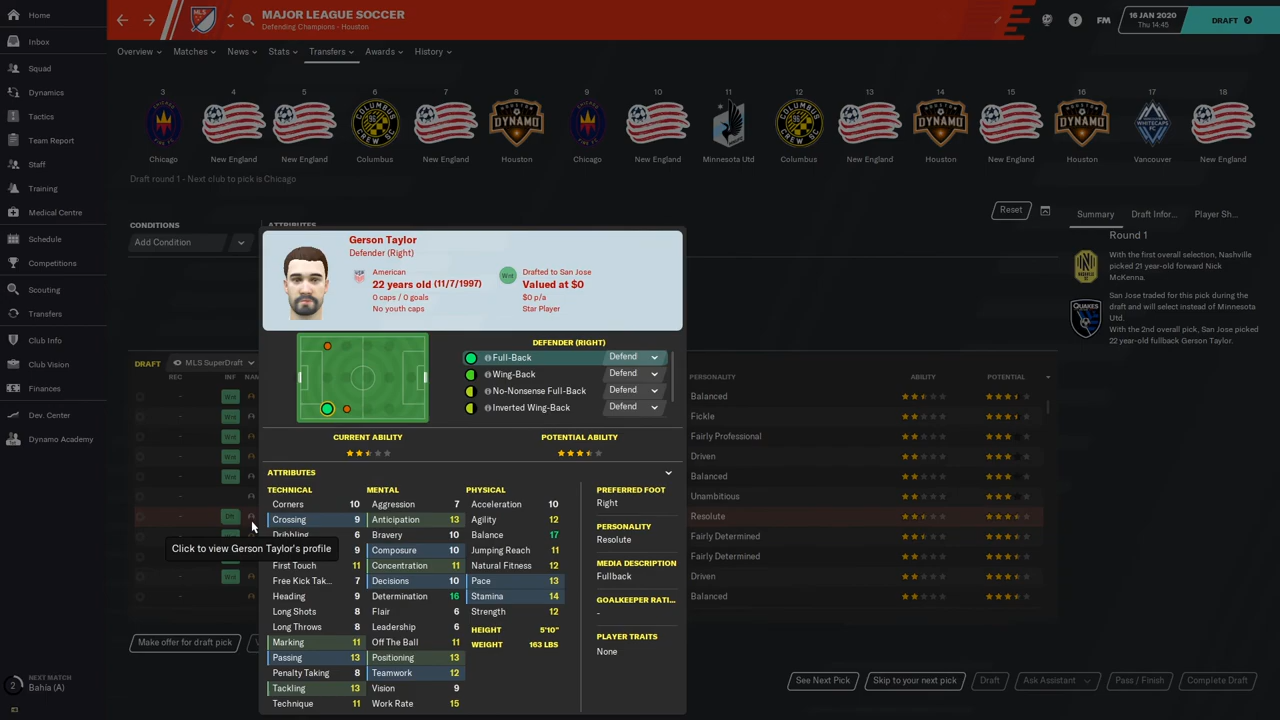 Home
Inbox
Squad
Dynamics
Tactics
Team Report
Staff
Training
Medical Centre
Schedule
Competitions
Scouting
Transfers
Club Info
Club Vision
Finances
Dev. Center
Dynamo Academy
2
NEXT MATCH
Bahia (A)
MAJOR LEAGUE SOCCER
Defending Champions - Houston
FM
16 JAN 2020
Thu 14:45
DRAFT
Overview Matches News Stats Transfers Awards History
3 4 5 6 7 8 9 10 11 12 13 14 15 16 17 18
Chicago New England New England Columbus New England Houston Chicago New England Minnesota Utd Columbus New England Houston New England Houston Vancouver New England
Draft round 1 - Next club to pick is Chicago
Reset
CONDITIONS
ATTRIBUTES
Add Condition
Summary Draft Infor... Player Sh...
Round 1
With the first overall selection, Nashville
picked 21-year-old forward Nick
McKenna.
San Jose traded for this pick during the
draft and will select instead of Minnesota
Utd.
With the 2nd overall pick, San Jose picked
22 year-old fullback Gerson Taylor.
Gerson Taylor
Defender (Right)
American
22 years old (11/7/1997)
0 caps / 0 goals
No youth caps
Wnt
Drafted to San Jose
Valued at $0
$0 p/a
Star Player
DEFENDER (RIGHT)
Full-Back Defend
Wing-Back Defend
No-Nonsense Full-Back Defend
Inverted Wing-Back Defend
CURRENT ABILITY
POTENTIAL ABILITY
ATTRIBUTES
TECHNICAL
Corners 10
Crossing 9
Dribbling 6
9
First Touch 11
Free Kick Tak... 7
Heading 9
Long Shots 8
Long Throws 8
Marking 11
Passing 13
Penalty Taking 8
Tackling 13
Technique 11
MENTAL
Aggression 7
Anticipation 13
Bravery 10
Composure 10
Concentration 11
Decisions 10
Determination 16
Flair 6
Leadership 6
Off The Ball 11
Positioning 13
Teamwork 12
Vision 9
Work Rate 15
PHYSICAL
Acceleration 10
Agility 12
Balance 17
Jumping Reach 11
Natural Fitness 12
Pace 13
Stamina 14
Strength 12
HEIGHT 5'10"
WEIGHT 163 LBS
PREFERRED FOOT
Right
PERSONALITY
Resolute
MEDIA DESCRIPTION
Fullback
GOALKEEPER RATI...
-
PLAYER TRAITS
None
Click to view Gerson Taylor's profile
DRAFT
MLS SuperDraft
REC INF NAM
- Wnt
- Wnt
- Wnt
- Wnt
- Wnt
-
- Dft
-
-
- Wnt
-
PERSONALITY ABILITY POTENTIAL
Balanced
Fickle
Fairly Professional
Driven
Balanced
Unambitious
Resolute
Fairly Determined
Fairly Determined
Driven
Balanced
Make offer for draft pick
See Next Pick
Skip to your next pick
Draft
Ask Assistant
Pass / Finish
Complete Draft